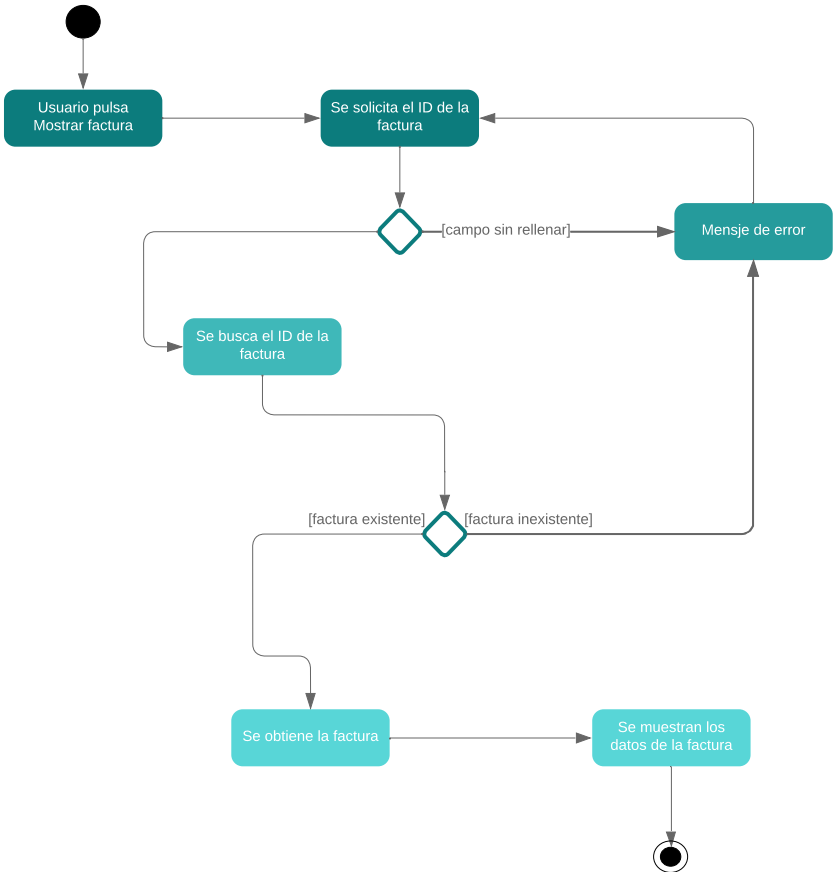 Usuario pulsa
Mostrar factura
Se solicita el ID de la
factura
[campo sin rellenar]
Mensje de error
Se busca el ID de la
factura
[factura existente]
[factura inexistente]
Se obtiene la factura
Se muestran los
datos de la factura